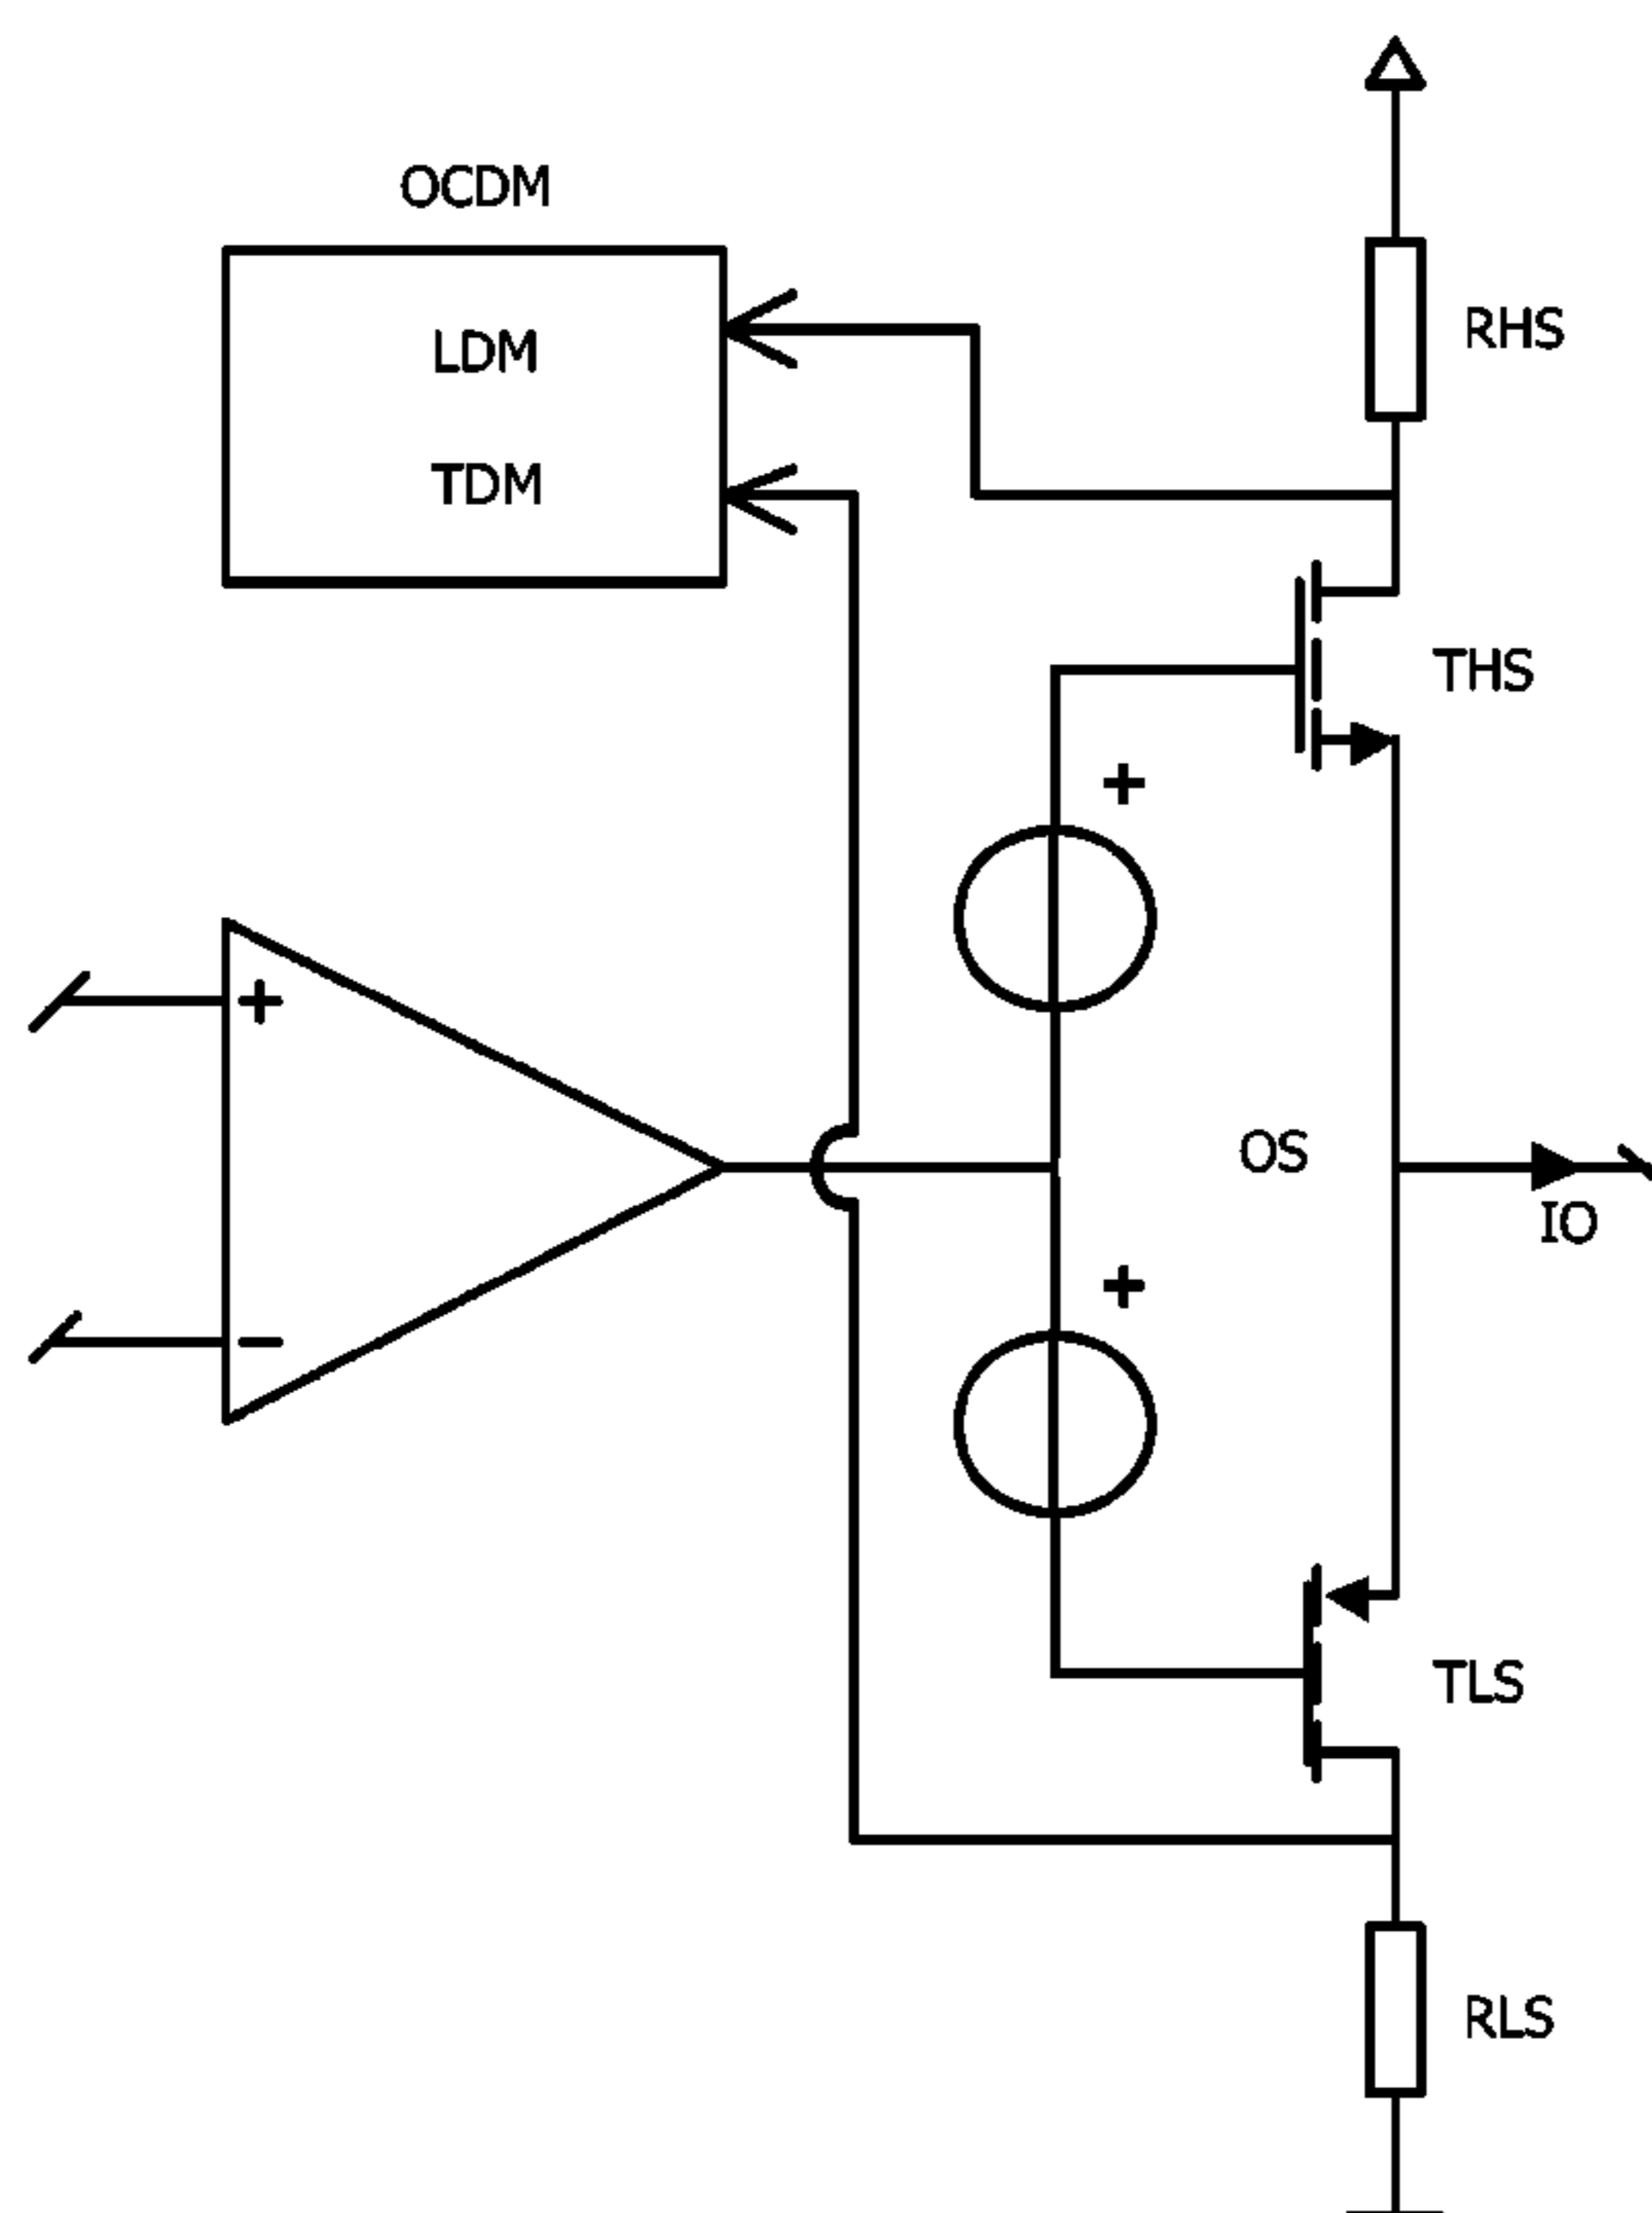 OCDM
LDM
RHS
TDM
THS
+
+
OS
IO
+
−
TLS
RLS